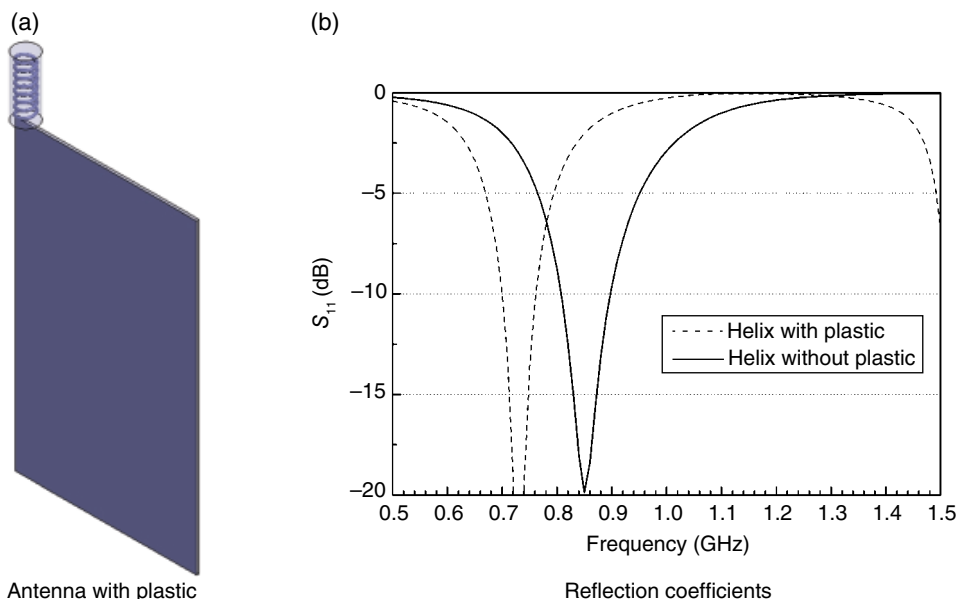 (a)
(b)
0
−5
−10
−15
−20
S11 (dB)
Helix with plastic
Helix without plastic
0.5 0.6 0.7 0.8 0.9 1.0 1.1 1.2 1.3 1.4 1.5
Frequency (GHz)
Antenna with plastic
Reflection coefficients